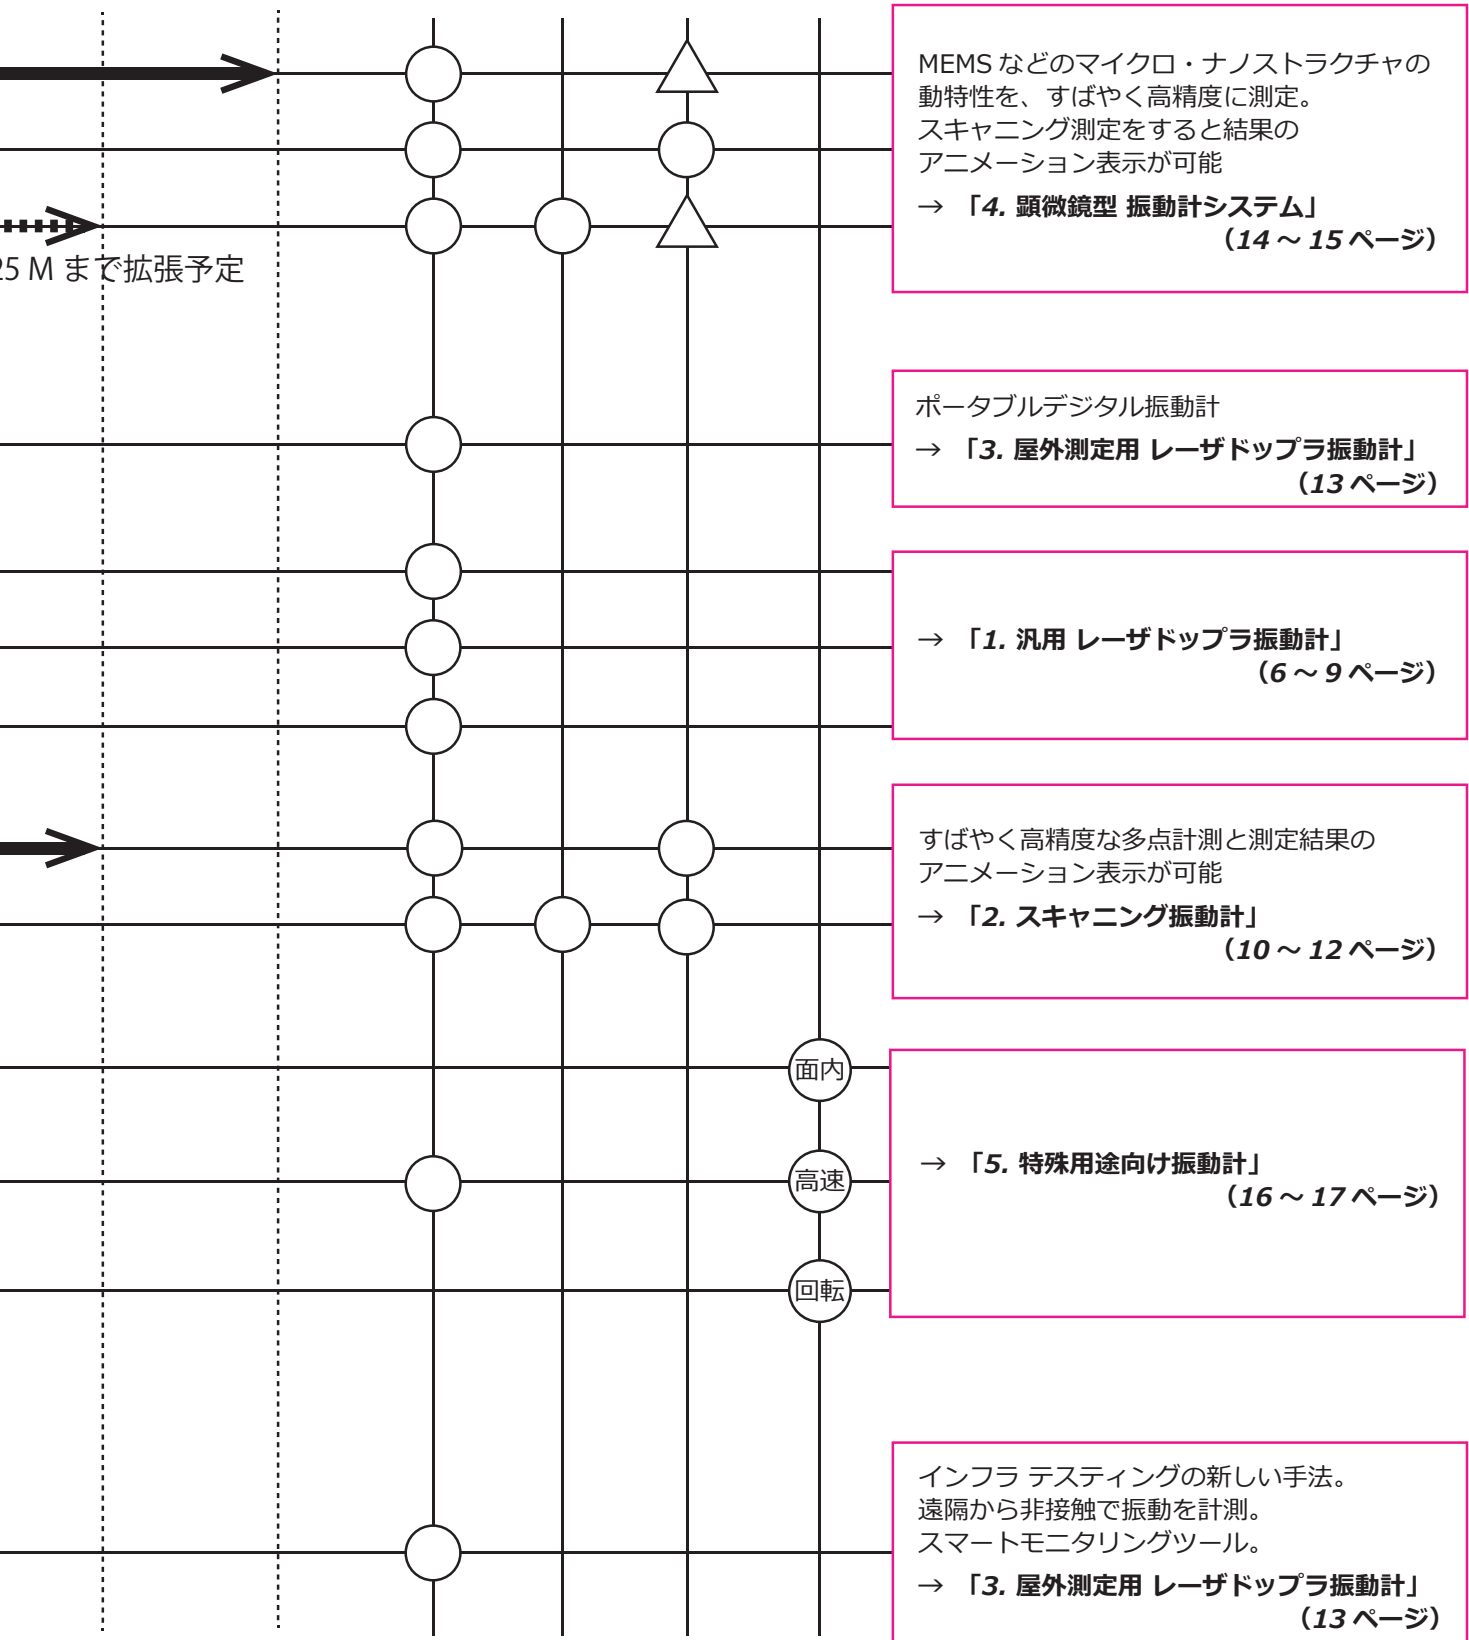 MEMS などのマイクロ・ナノストラクチャの
動特性を、すばやく高精度に測定。
スキャニング測定をすると結果の
アニメーション表示が可能
→ 「4. 顕微鏡型 振動計システム」
（14 ～ 15 ページ）
25 M まで拡張予定
ポータブルデジタル振動計
→ 「3. 屋外測定用 レーザドップラ振動計」
（13 ページ）
→ 「1. 汎用 レーザドップラ振動計」
（6 ～ 9 ページ）
すばやく高精度な多点計測と測定結果の
アニメーション表示が可能
→ 「2. スキャニング振動計」
（10 ～ 12 ページ）
面内
→ 「5. 特殊用途向け振動計」
高速
（16 ～ 17 ページ）
回転
インフラ テスティングの新しい手法。
遠隔から非接触で振動を計測。
スマートモニタリングツール。
→ 「3. 屋外測定用 レーザドップラ振動計」
（13 ページ）